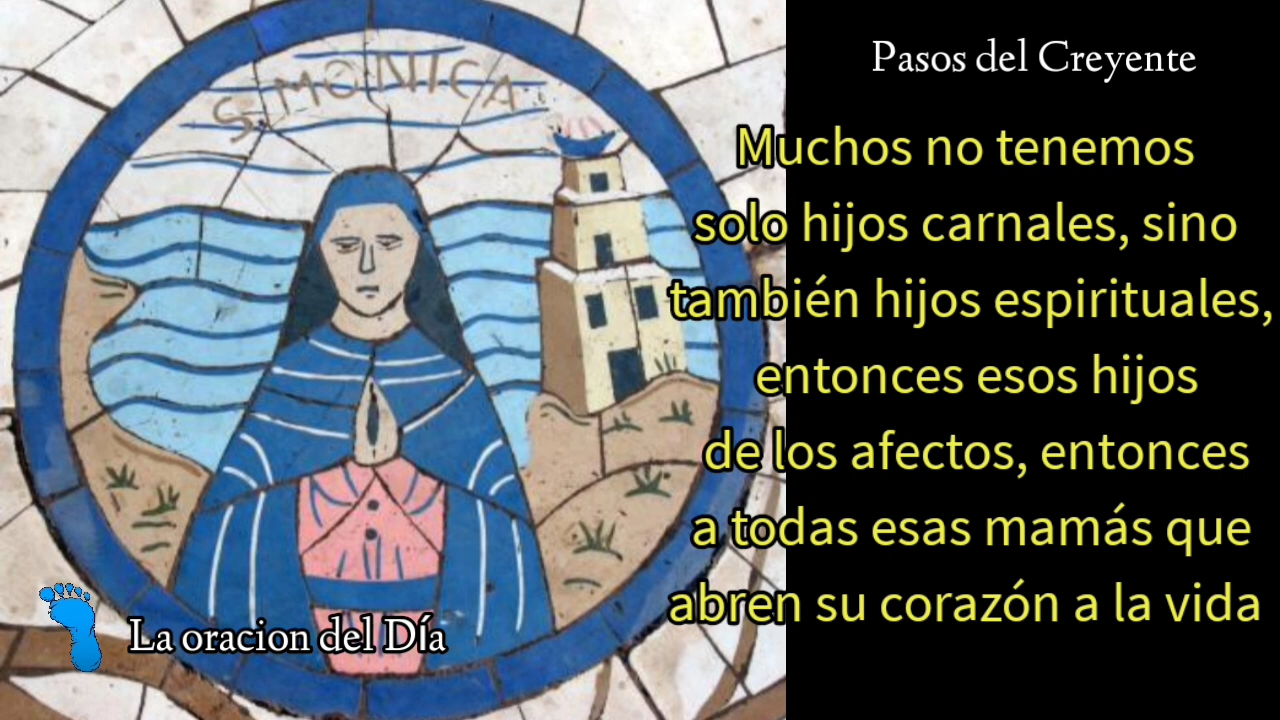 S. MONICA
Pasos del Creyente
Muchos no tenemos
solo hijos carnales, sino
también hijos espirituales,
entonces esos hijos
de los afectos, entonces
a todas esas mamás que
abren su corazón a la vida
La oracion del Día